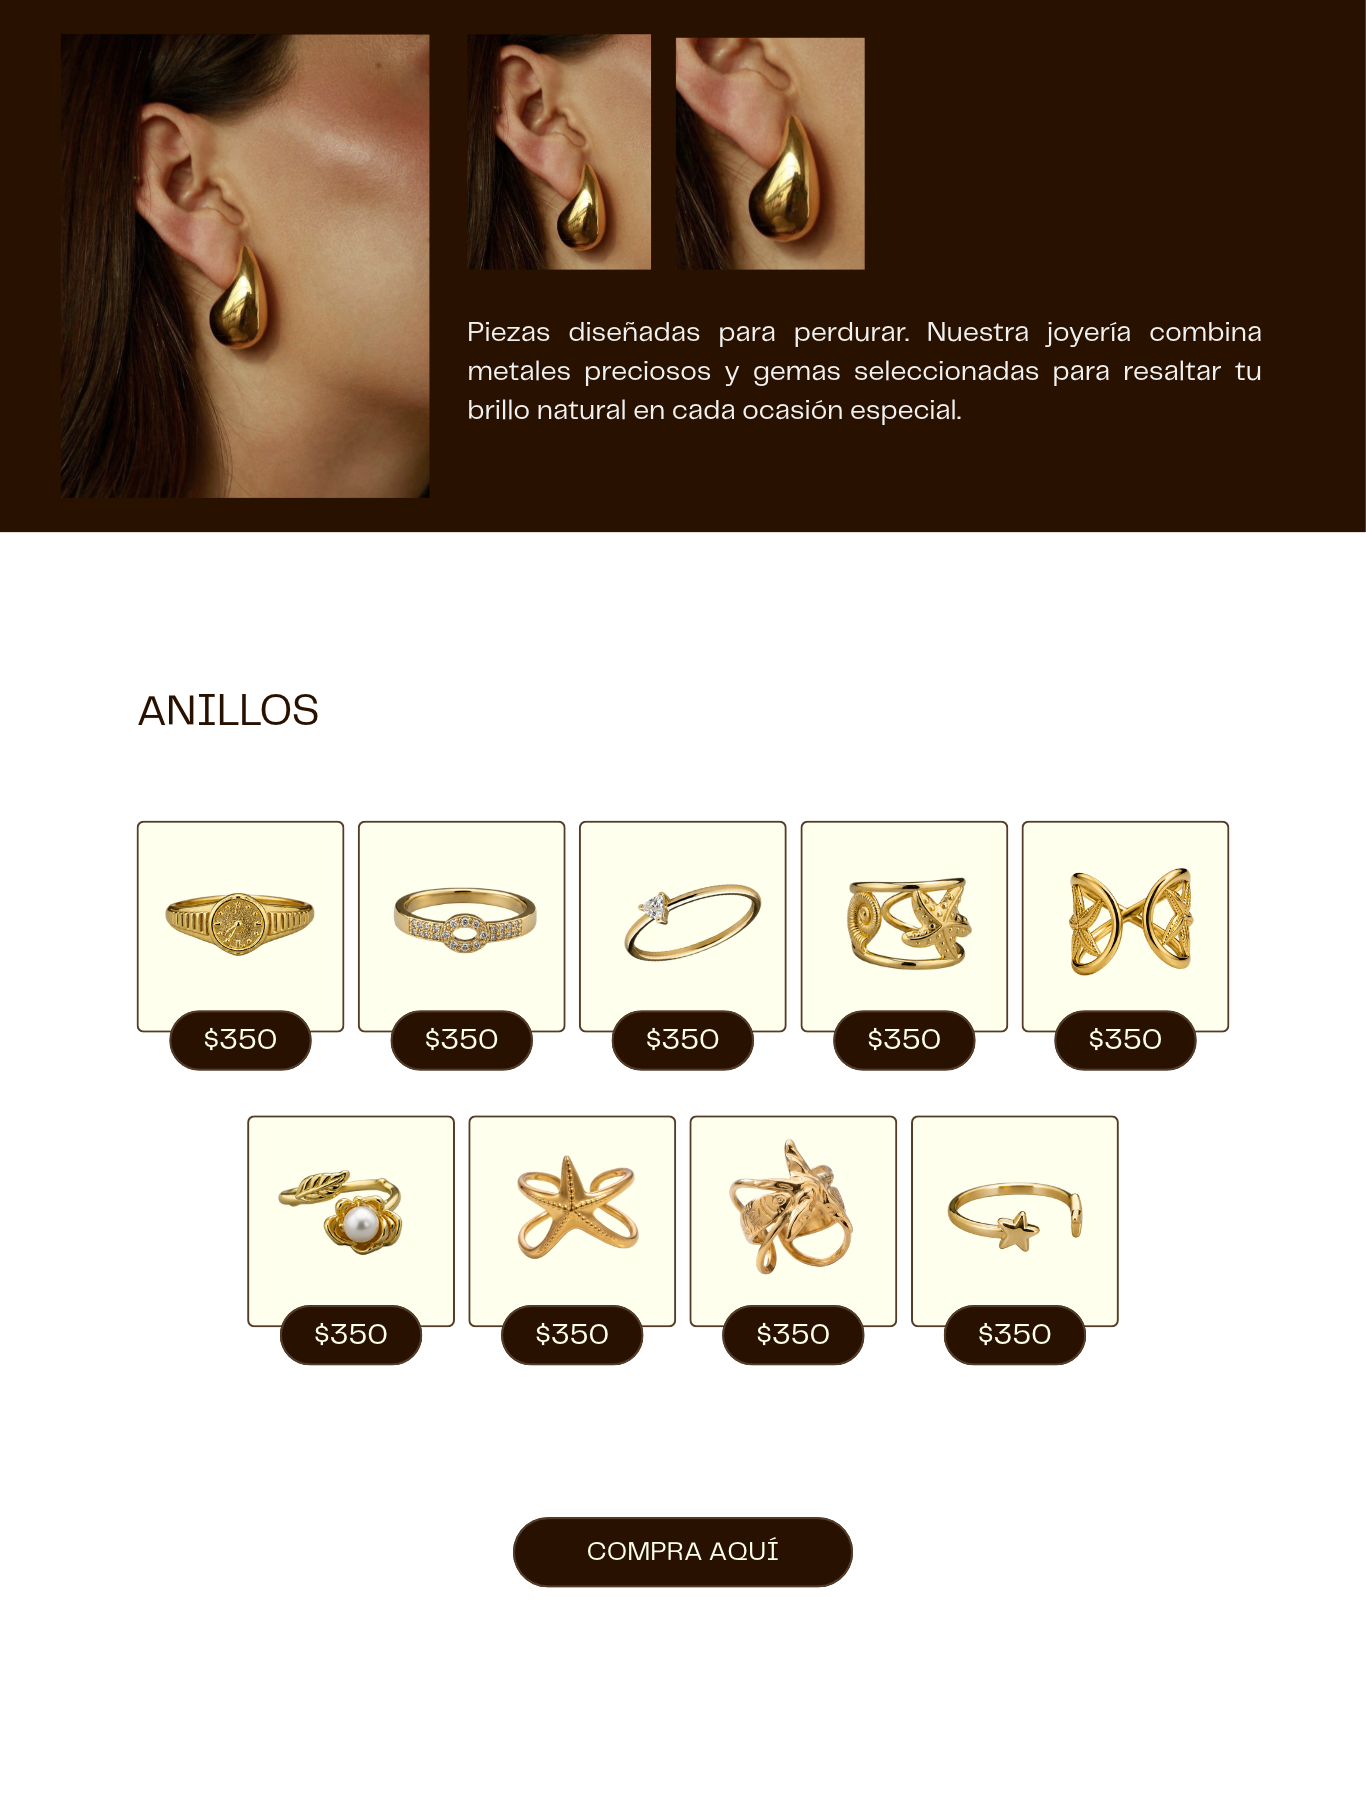 Piezas diseñadas para perdurar. Nuestra joyería combina
metales preciosos y gemas seleccionadas para resaltar tu
brillo natural en cada ocasión especial.
ANILLOS
$350
$350
$350
$350
$350
$350
$350
$350
$350
COMPRA AQUÍ